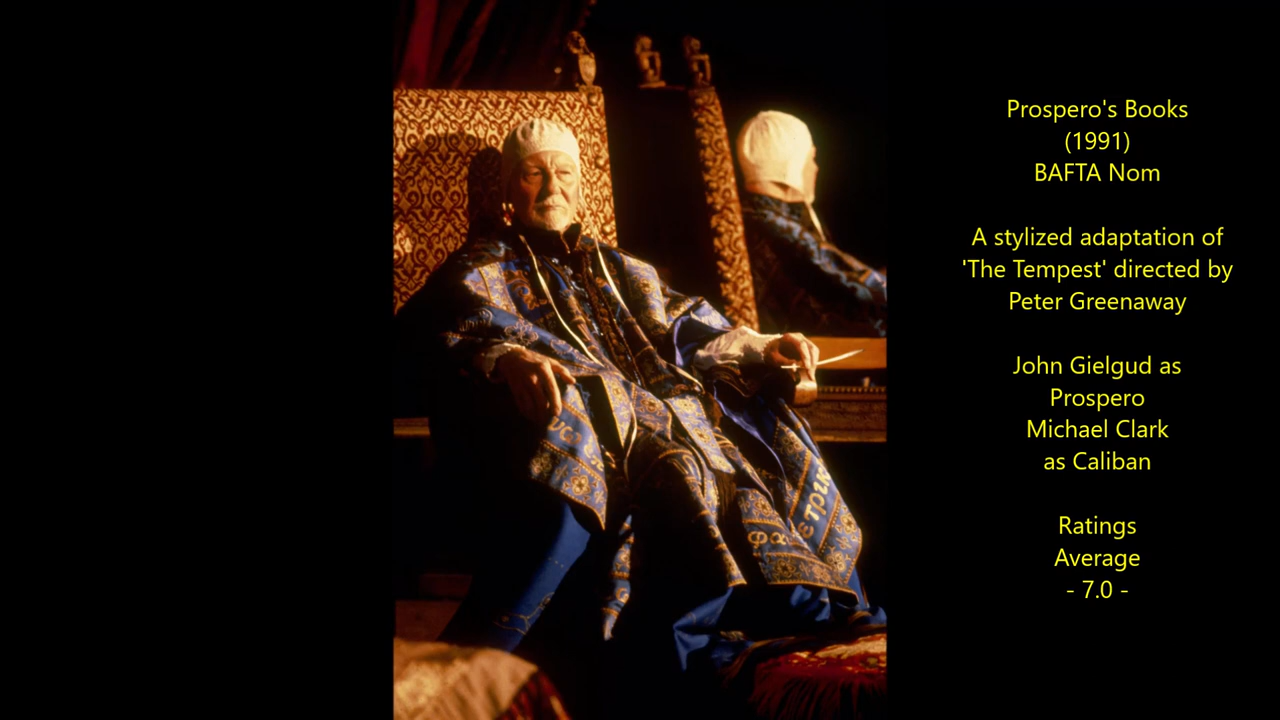 Prospero's Books
(1991)
BAFTA Nom
A stylized adaptation of
'The Tempest' directed by
Peter Greenaway
John Gielgud as
Prospero
Michael Clark
as Caliban
Ratings
Average
- 7.0 -